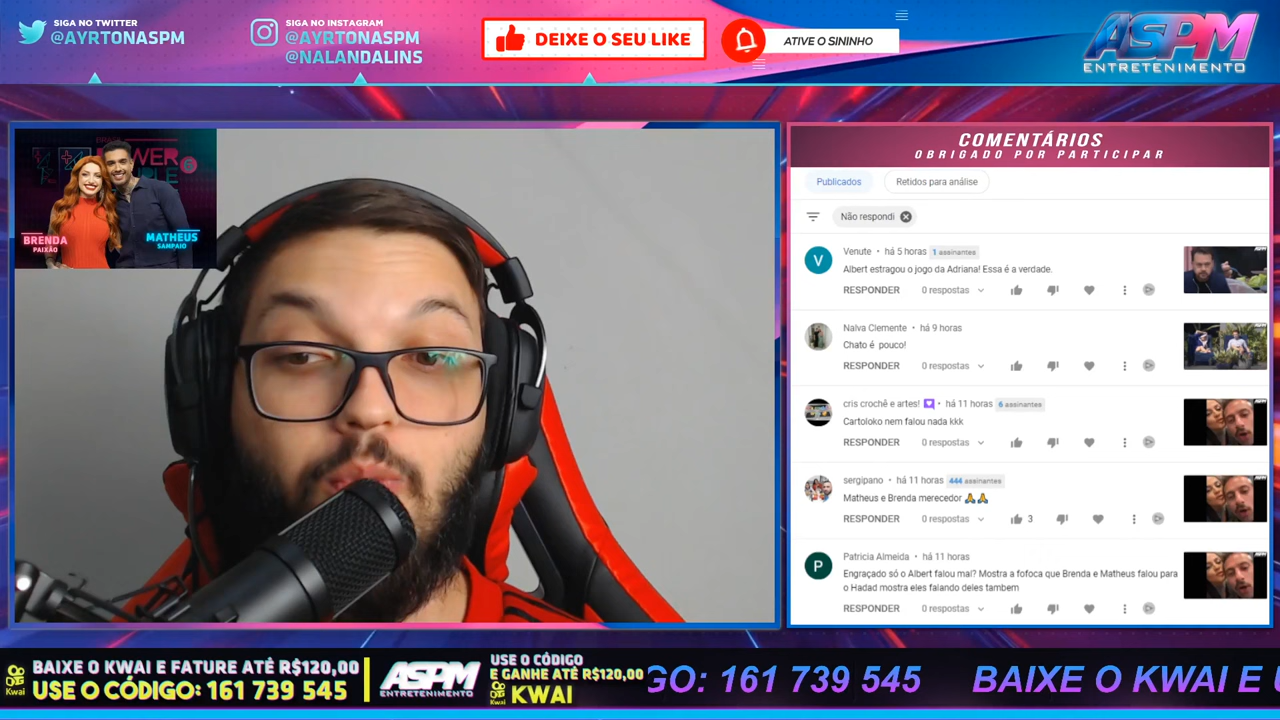 SIGA NO TWITTER
@AYRTONASPM
SIGA NO INSTAGRAM
@AYRTONASPM
@NALANDALINS
DEIXE O SEU LIKE
ATIVE O SININHO
ASPM
ENTRETENIMENTO
POWER
COUPLE
6
BRENDA
PAIXÃO
MATHEUS
SAMPAIO
COMENTÁRIOS
OBRIGADO POR PARTICIPAR
Publicados
Retidos para análise
Não respondi
V
Venute • há 5 horas 1 assinantes
Albert estragou o jogo da Adriana! Essa é a verdade.
RESPONDER 0 respostas
Nalva Clemente • há 9 horas
Chato é pouco!
RESPONDER 0 respostas
cris crochê e artes! • há 11 horas 6 assinantes
Cartoloko nem falou nada kkk
RESPONDER 0 respostas
sergipano • há 11 horas 444 assinantes
Matheus e Brenda merecedor 🙏🙏
RESPONDER 0 respostas 3
P
Patricia Almeida • há 11 horas
Engraçado só o Albert falou mal? Mostra a fofoca que Brenda e Matheus falou para
o Hadad mostra eles falando deles tambem
RESPONDER 0 respostas
Kwai
BAIXE O KWAI E FATURE ATÉ R$120,00
USE O CÓDIGO: 161 739 545
ASPM
ENTRETENIMENTO
USE O CÓDIGO
E GANHE ATÉ R$120,00
Kwai
KWAI
GO: 161 739 545 BAIXE O KWAI E